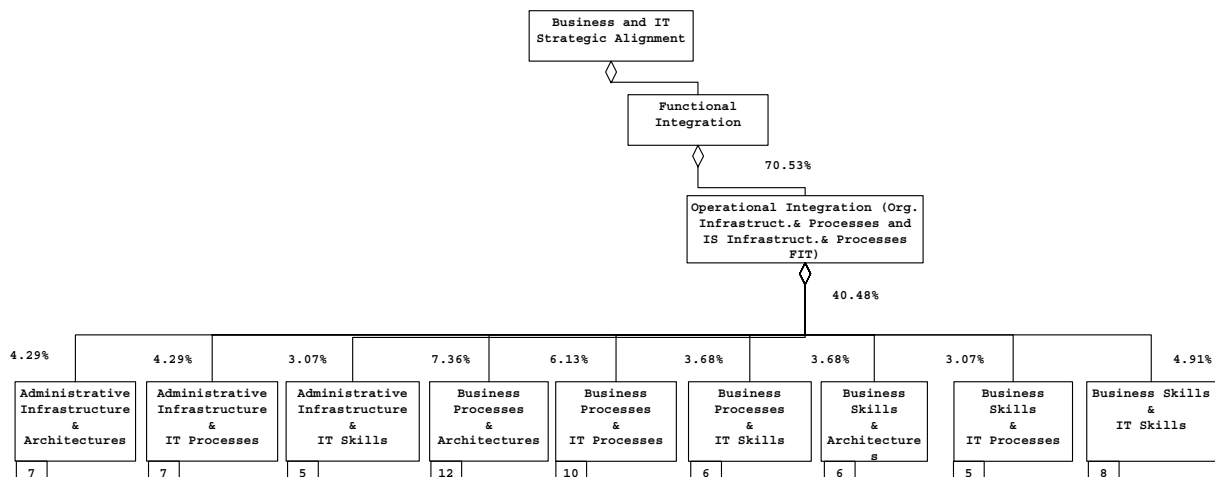 Business and IT
Strategic Alignment
Functional
Integration
70.53%
Operational Integration (Org.
Infrastruct.& Processes and
IS Infrastruct.& Processes
FIT)
40.48%
4.29%
4.29%
3.07%
7.36%
6.13%
3.68%
3.68%
3.07%
4.91%
Administrative
Infrastructure
&
Architectures
7
Administrative
Infrastructure
&
IT Processes
7
Administrative
Infrastructure
&
IT Skills
5
Business
Processes
&
Architectures
12
Business
Processes
&
IT Processes
10
Business
Processes
&
IT Skills
6
Business
Skills
&
Architecture
s
6
Business
Skills
&
IT Processes
5
Business Skills
&
IT Skills
8